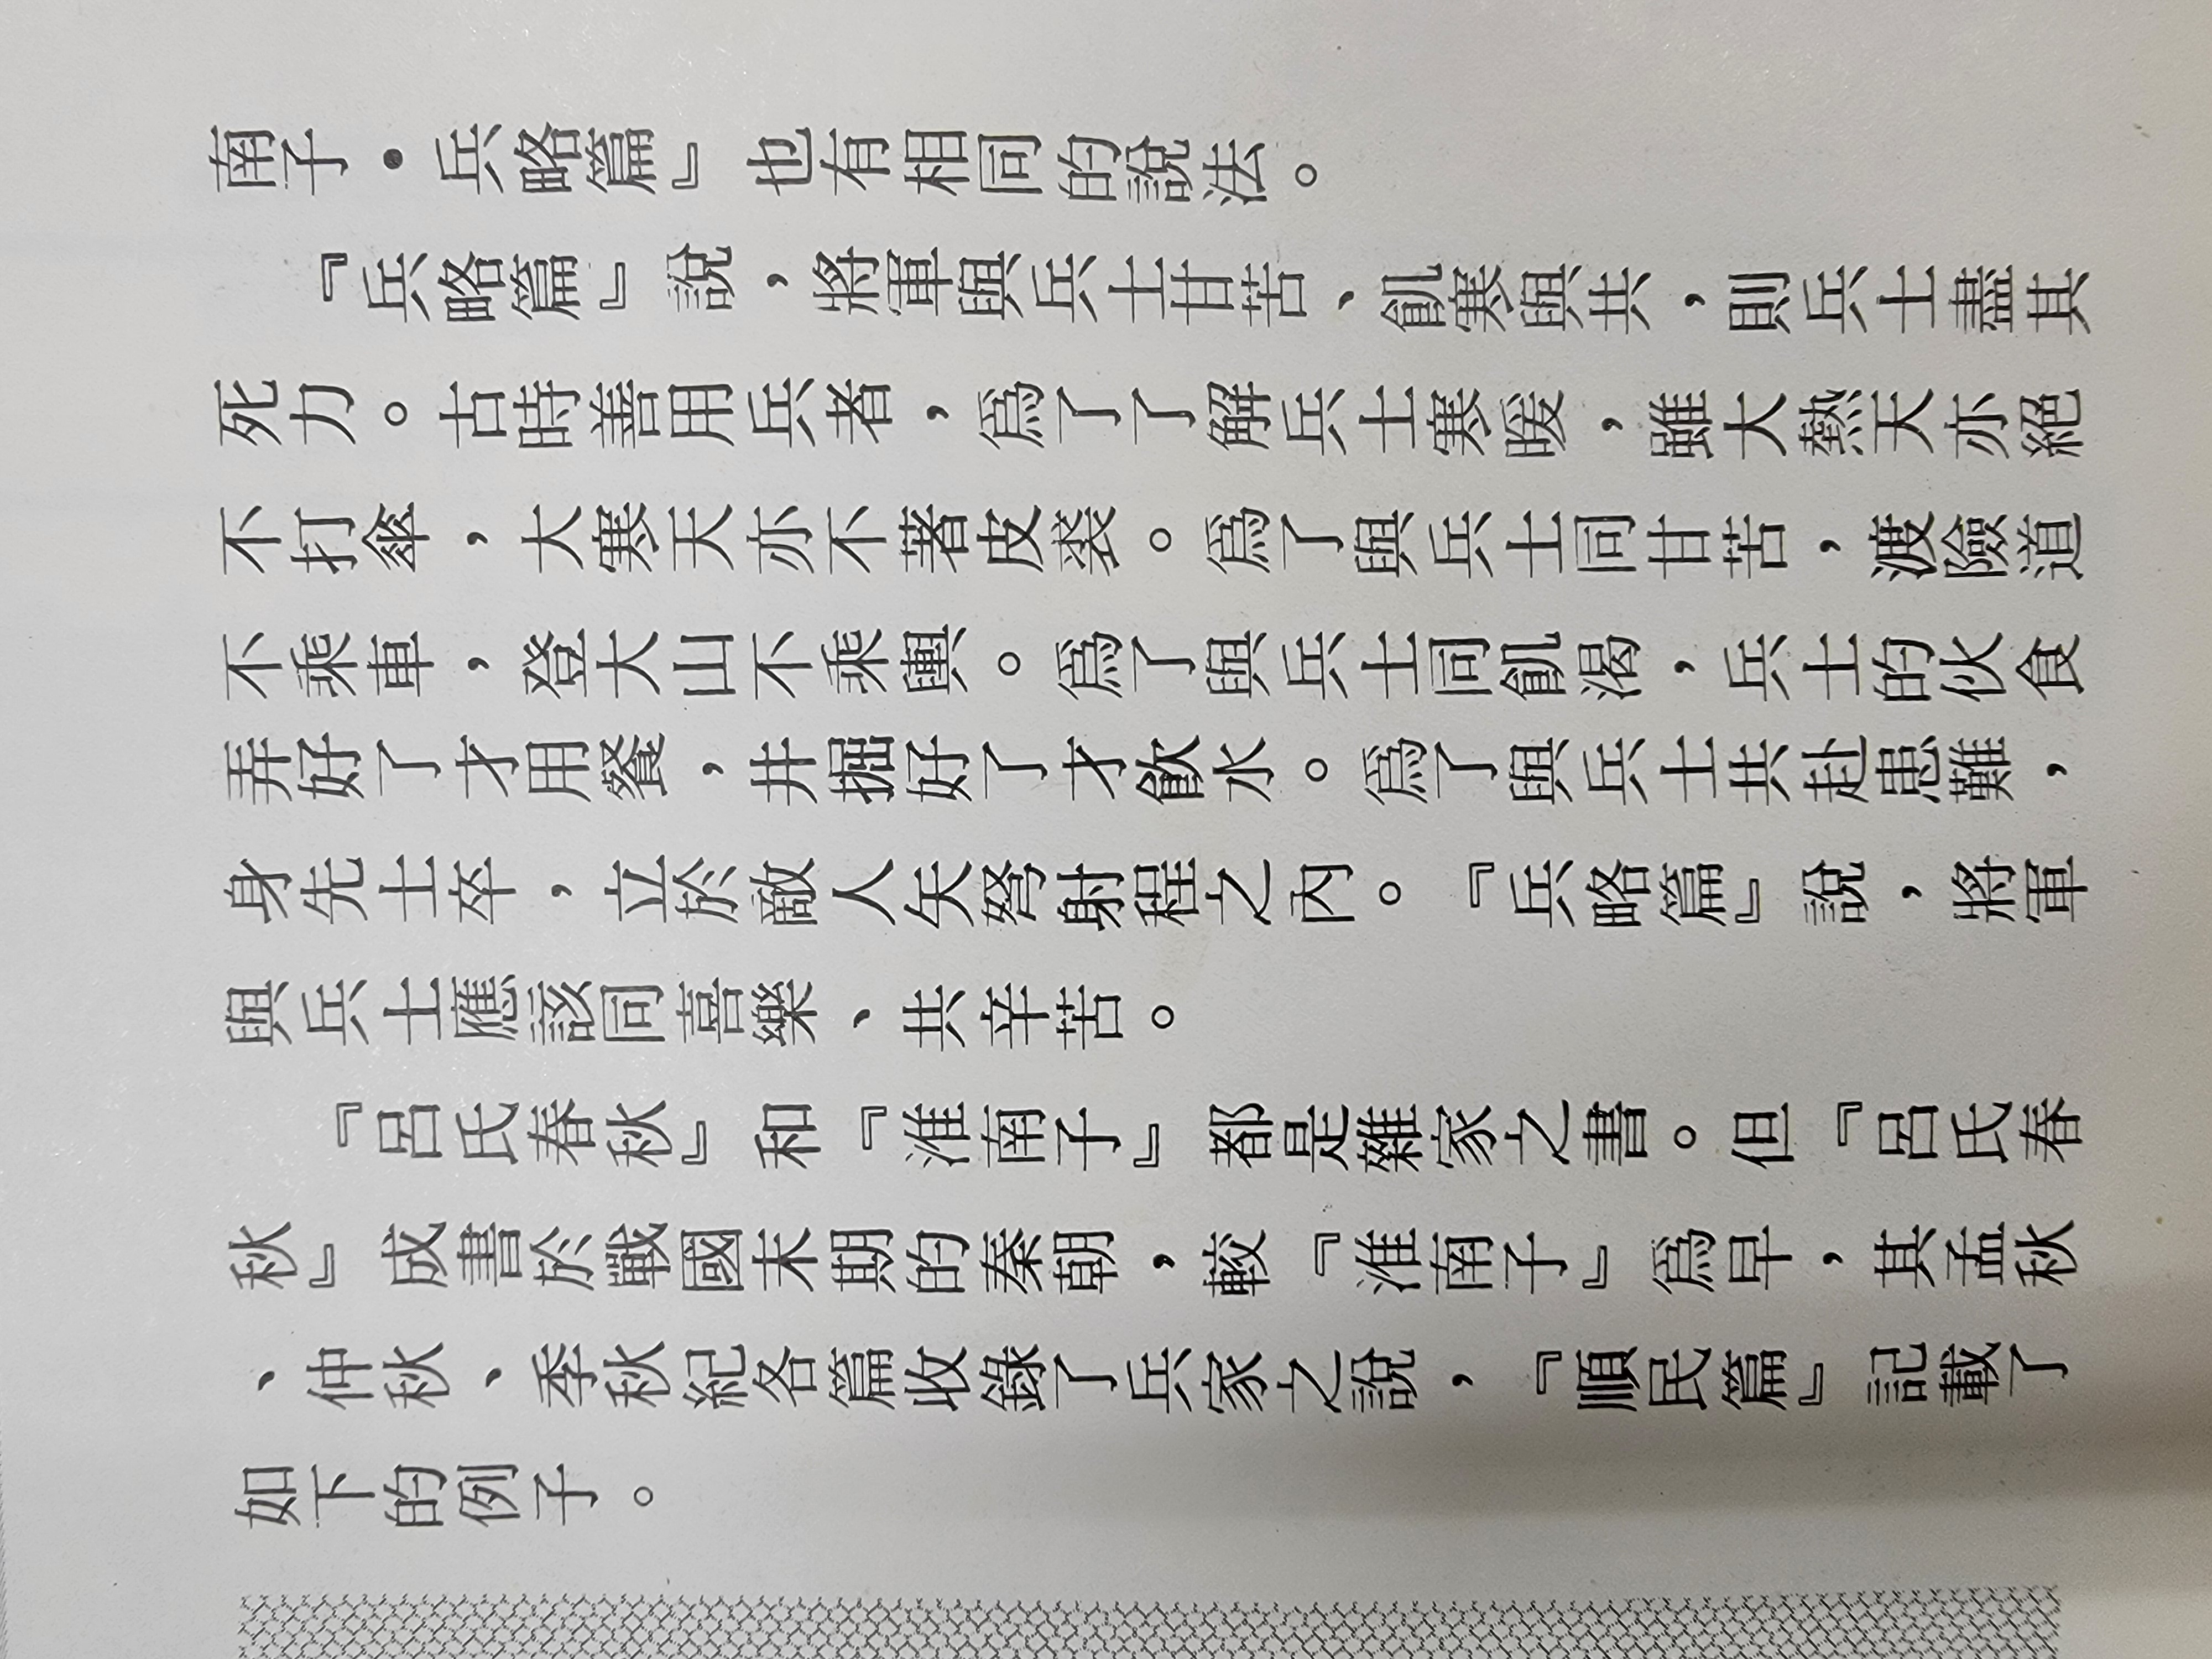 南子・兵略篇』也有相同的說法。
『兵略篇』說，將軍與兵士甘苦、飢寒與共，則兵士盡其
死力。古時善用兵者，爲了了解兵士寒暖，雖大熱天亦絕
不打傘，大寒天亦不著皮裘。爲了與兵士同甘苦，渡險道
不乘車，登大山不乘輿。爲了與兵士同飢渴，兵士的伙食
弄好了才用餐，井掘好了才飲水。爲了與兵士共赴患難，
身先士卒，立於敵人矢弩射程之內。『兵略篇』說，將軍
與兵士應該同喜樂、共辛苦。
『呂氏春秋』和『淮南子』都是雜家之書。但『呂氏春
秋』成書於戰國末期的秦朝，較『淮南子』爲早，其孟秋
、仲秋、季秋紀各篇收錄了兵家之說，『順民篇』記載了
如下的例子。